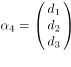 α₄ = (d₁
d₂
d₃)